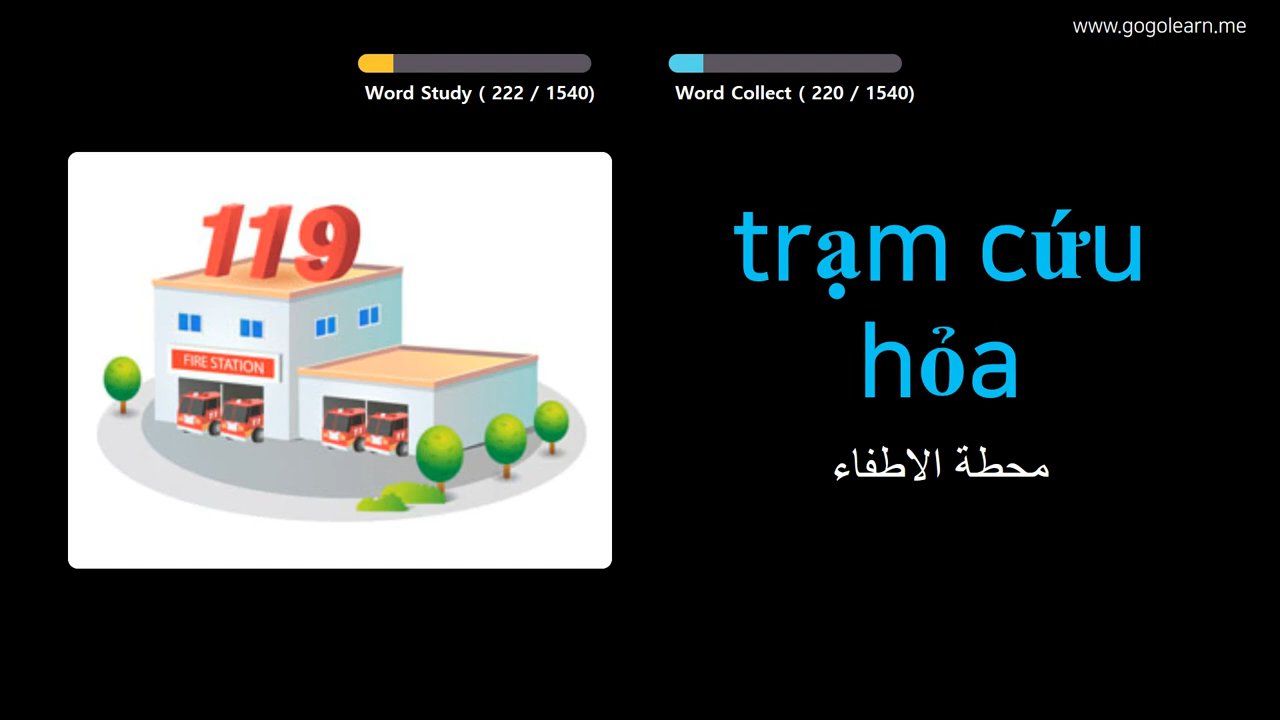 www.gogolearn.me
Word Study ( 222 / 1540)
Word Collect ( 220 / 1540)
119
FIRE STATION
trạm cứu
hỏa
محطة الاطفاء